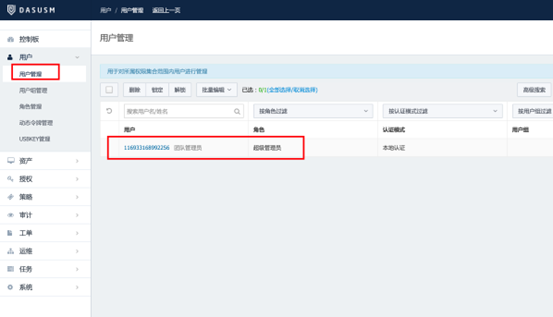 DASUSM
用户 / 用户管理 返回上一页
控制板
用户
用户管理
用户组管理
角色管理
动态令牌管理
USBKEY管理
资产
授权
策略
审计
工单
运维
任务
系统
用户管理
用于对所属权限集合范围内用户进行管理
删除 锁定 解锁 批量编辑 已选：0/1(全部选择/取消选择) 高级搜索
搜索用户名/姓名 按角色过滤 按认证模式过滤 按用户组过滤
用户 角色 认证模式 用户组
116933168992256 团队管理员 超级管理员 本地认证